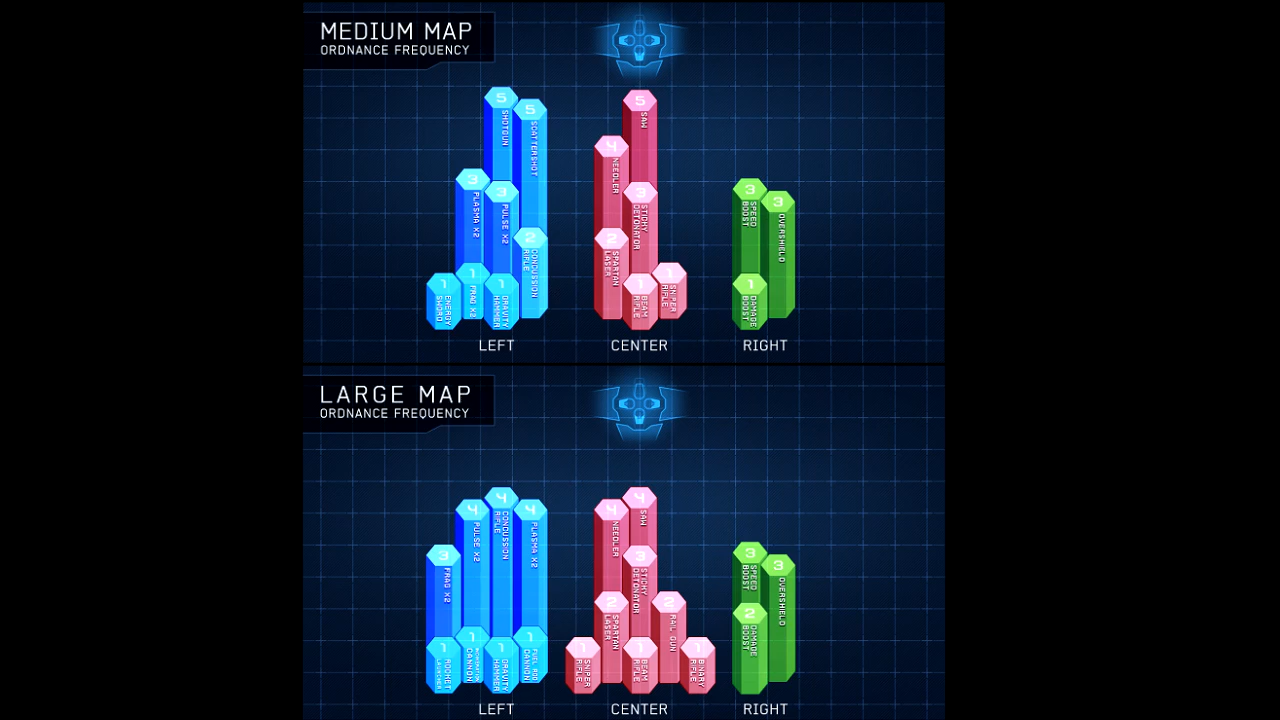 MEDIUM MAP
ORDNANCE FREQUENCY
5
SHOTGUN
5
SCATTERSHOT
3
PLASMA X2
3
PULSE X2
2
CONCUSSION
RIFLE
1
ENERGY
SWORD
1
FRAG X2
1
GRAVITY
HAMMER
LEFT
5
SAW
4
NEEDLER
3
STICKY
DETONATOR
2
SPARTAN
LASER
1
BEAM
RIFLE
1
SNIPER
RIFLE
CENTER
3
SPEED
BOOST
3
OVERSHIELD
1
DAMAGE
BOOST
RIGHT
LARGE MAP
ORDNANCE FREQUENCY
4
PULSE X2
4
CONCUSSION
RIFLE
4
PLASMA X2
3
FRAG X2
1
ROCKET
LAUNCHER
1
INCINERATION
CANNON
1
GRAVITY
HAMMER
1
FUEL ROD
CANNON
LEFT
4
NEEDLER
4
SAW
3
STICKY
DETONATOR
2
SPARTAN
LASER
2
RAIL GUN
1
SNIPER
RIFLE
1
BEAM
RIFLE
1
BINARY
RIFLE
CENTER
3
SPEED
BOOST
3
OVERSHIELD
2
DAMAGE
BOOST
RIGHT